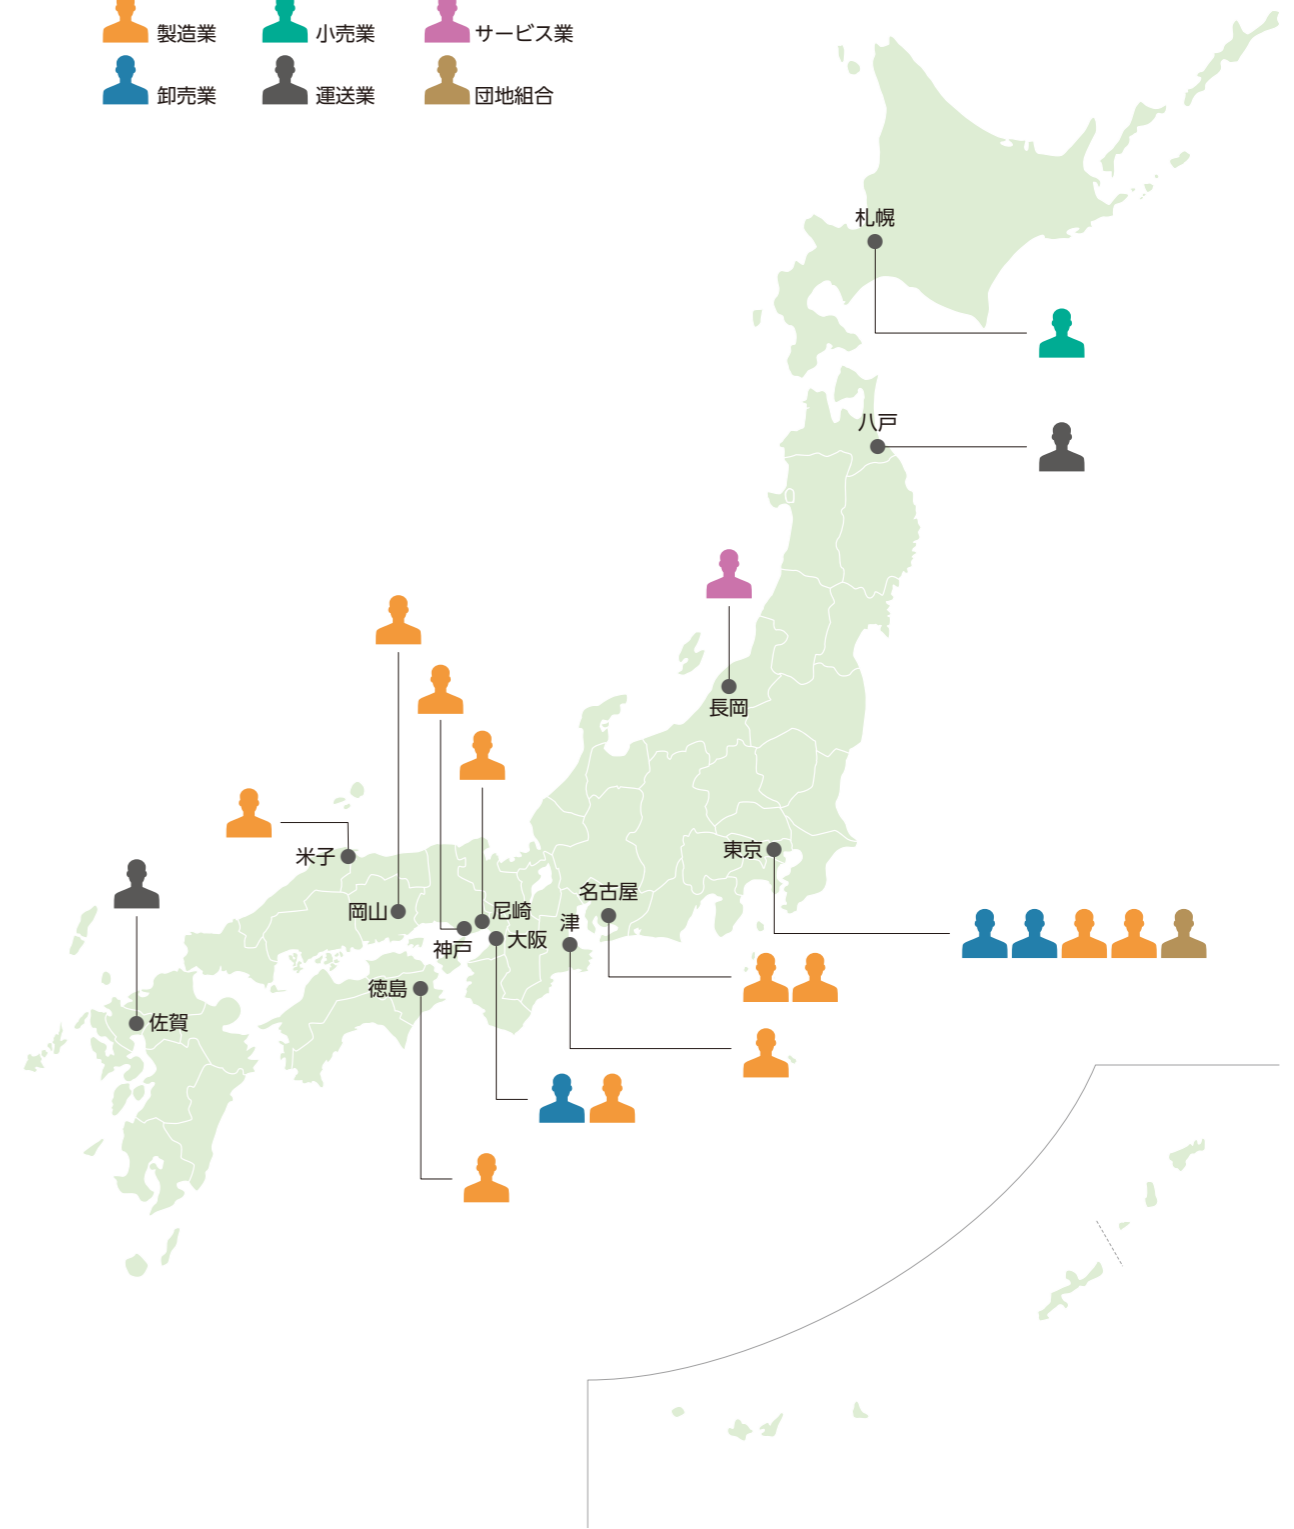 製造業
小売業
サービス業
卸売業
運送業
団地組合
札幌
八戸
長岡
東京
米子
名古屋
岡山
尼崎
津
大阪
神戸
徳島
佐賀